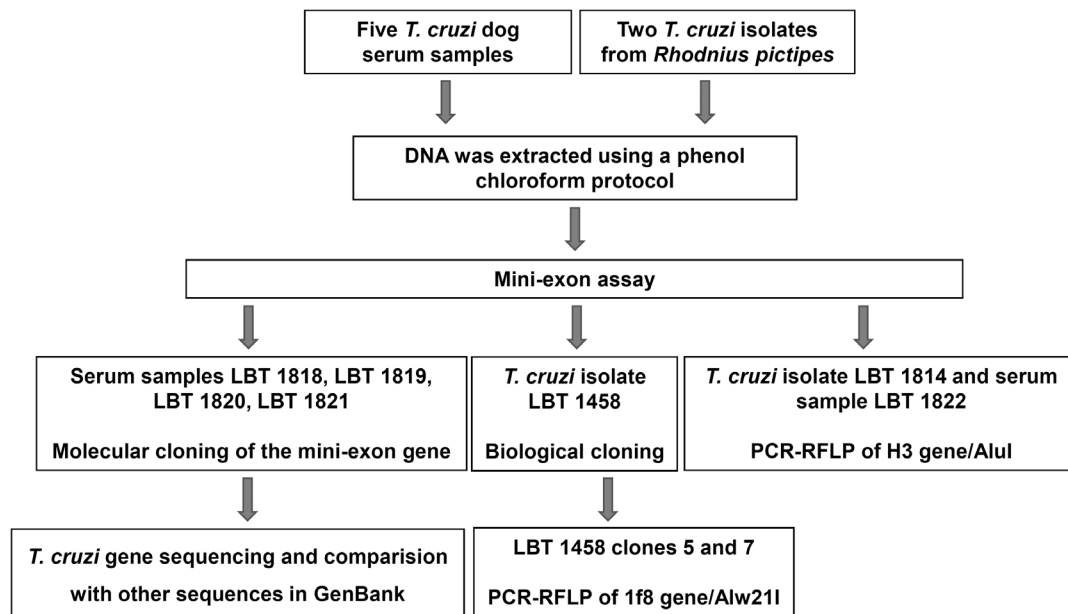 Five T. cruzi dog
serum samples
Two T. cruzi isolates
from Rhodnius pictipes
DNA was extracted using a phenol
chloroform protocol
Mini-exon assay
Serum samples LBT 1818, LBT 1819,
LBT 1820, LBT 1821
Molecular cloning of the mini-exon gene
T. cruzi isolate
LBT 1458
Biological cloning
T. cruzi isolate LBT 1814 and serum
sample LBT 1822
PCR-RFLP of H3 gene/AluI
T. cruzi gene sequencing and comparision
with other sequences in GenBank
LBT 1458 clones 5 and 7
PCR-RFLP of 1f8 gene/Alw21I